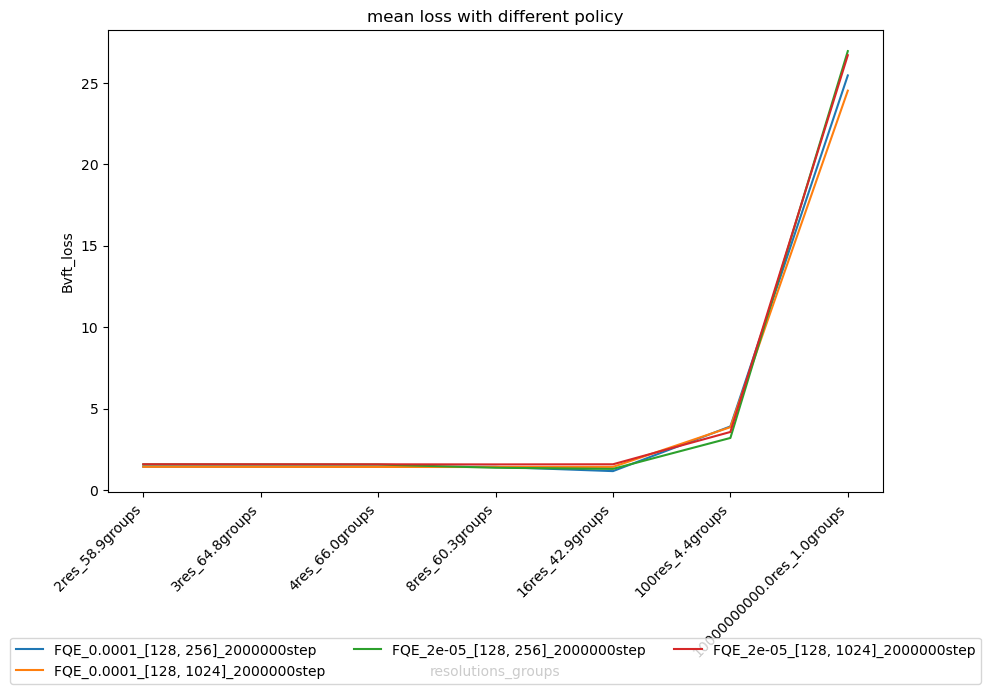 mean loss with different policy
Bvft_loss
25
20
15
10
5
0
2res_58.9groups
3res_64.8groups
4res_66.0groups
8res_60.3groups
16res_42.9groups
100res_4.4groups
FQE_0.0001_[128, 256]_2000000step
FQE_2e-05_[128, 256]_2000000step
FQE_2e-05_[128, 1024]_2000000step
FQE_0.0001_[128, 1024]_2000000step
resolutions_groups